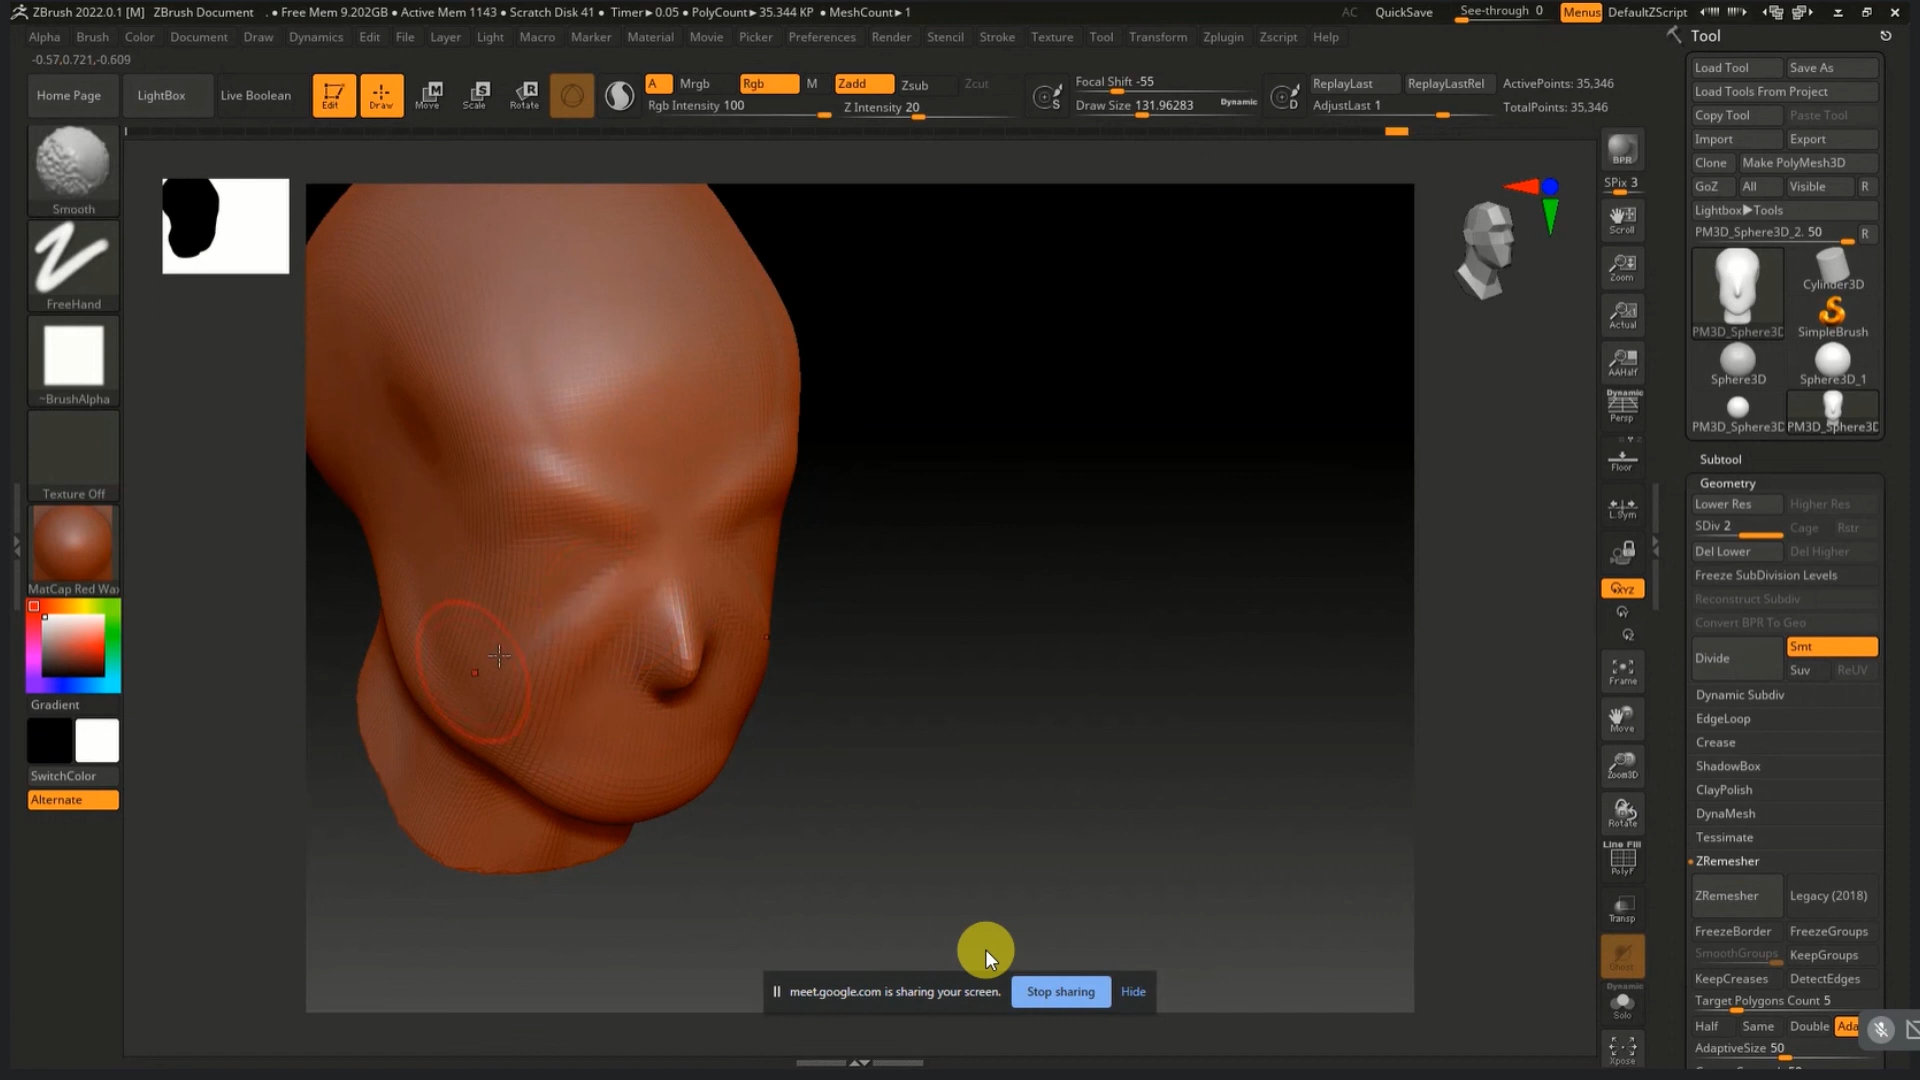 ZBrush 2022.0.1 [M] ZBrush Document . • Free Mem 9.202GB • Active Mem 1143 • Scratch Disk 41 • Timer►0.05 • PolyCount►35.344 KP • MeshCount►1 AC QuickSave See-through 0 Menus DefaultZScript
Alpha Brush Color Document Draw Dynamics Edit File Layer Light Macro Marker Material Movie Picker Preferences Render Stencil Stroke Texture Tool Transform Zplugin Zscript Help
-0.57,0.721,-0.609
Home Page LightBox Live Boolean Edit Draw Move Scale Rotate
A Mrgb Rgb M Zadd Zsub Zcut
Rgb Intensity 100 Z Intensity 20
Focal Shift -55
Draw Size 131.96283 Dynamic
S D
ReplayLast ReplayLastRel ActivePoints: 35,346
AdjustLast 1 TotalPoints: 35,346
Smooth
FreeHand
~BrushAlpha
Texture Off
MatCap Red Wax
Gradient
SwitchColor
Alternate
BPR
SPix 3
Scroll
Zoom
Actual
AAHalf
Dynamic
Persp
Floor
L.Sym
XYZ
Frame
Move
Zoom3D
Rotate
Line Fill
PolyF
Transp
Ghost
Dynamic
Solo
Xpose
Tool
Load Tool Save As
Load Tools From Project
Copy Tool Paste Tool
Import Export
Clone Make PolyMesh3D
GoZ All Visible R
Lightbox►Tools
PM3D_Sphere3D_2. 50 R
PM3D_Sphere3D Cylinder3D
SimpleBrush
Sphere3D Sphere3D_1
PM3D_Sphere3D PM3D_Sphere3D
Subtool
Geometry
Lower Res Higher Res
SDiv 2 Cage Rstr
Del Lower Del Higher
Freeze SubDivision Levels
Reconstruct Subdiv
Convert BPR To Geo
Divide Smt
Suv ReUV
Dynamic Subdiv
EdgeLoop
Crease
ShadowBox
ClayPolish
DynaMesh
Tessimate
ZRemesher
ZRemesher Legacy (2018)
FreezeBorder FreezeGroups
SmoothGroups KeepGroups
KeepCreases DetectEdges
Target Polygons Count 5
Half Same Double Ada
AdaptiveSize 50
meet.google.com is sharing your screen. Stop sharing Hide